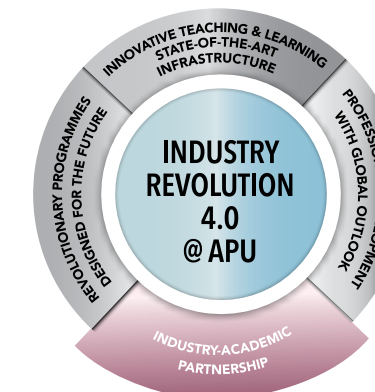 INNOVATIVE TEACHING & LEARNING
STATE-OF-THE-ART
INFRASTRUCTURE
REVOLUTIONARY PROGRAMMES
DESIGNED FOR THE FUTURE
INDUSTRY
REVOLUTION
4.0
@ APU
WITH GLOBAL OUTLOOK
INDUSTRY-ACADEMIC
PARTNERSHIP